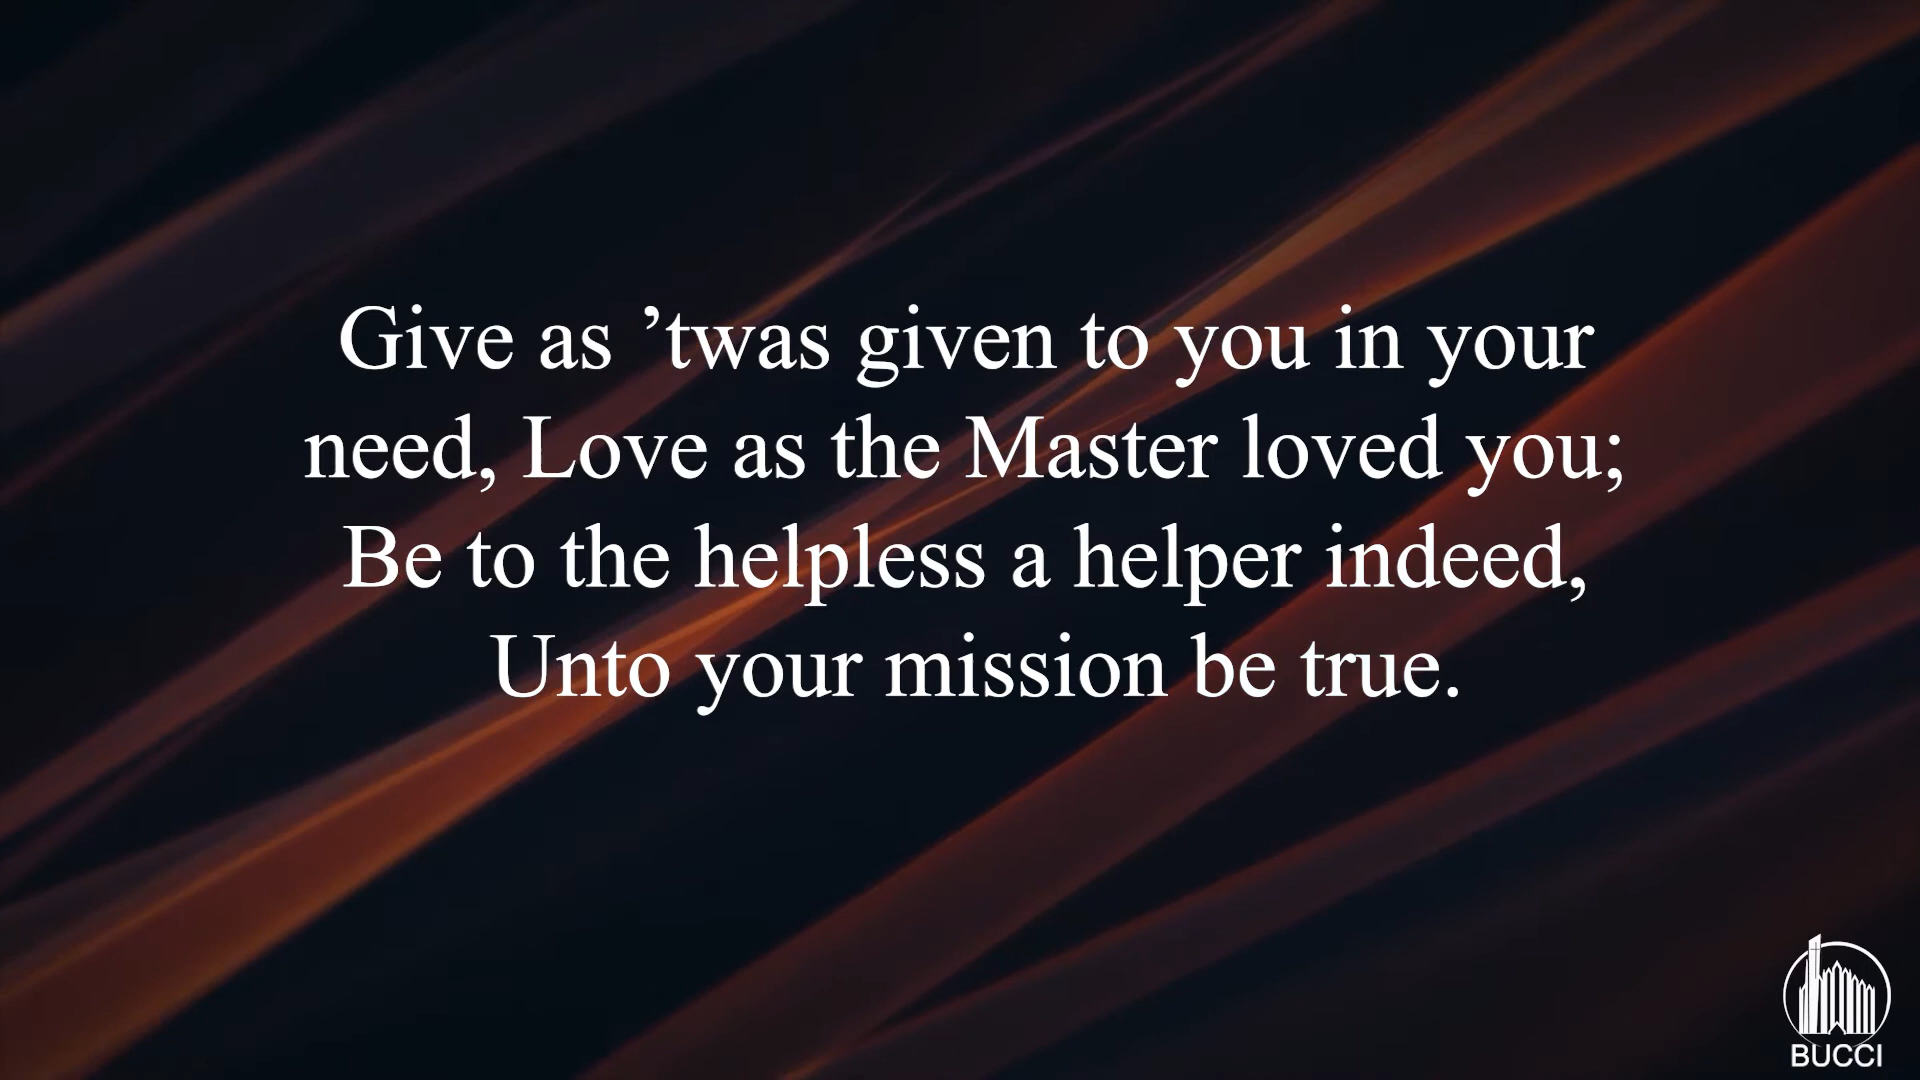 Give as ’twas given to you in your
need, Love as the Master loved you;
Be to the helpless a helper indeed,
Unto your mission be true.
BUCCI